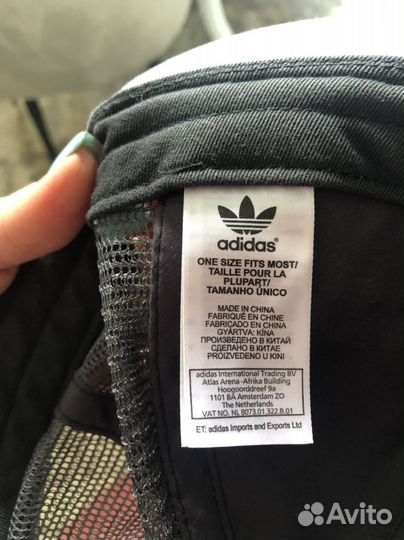 adidas
ONE SIZE FITS MOST/
TAILLE POUR LA
PLUPART/
TAMANHO ÚNICO
MADE IN CHINA
FABRIQUÉ EN CHINE
FABRICADO EN CHINA
GYÁRTVA: KÍNA
ПРОИЗВЕДЕНО В КИТАЙ
СДЕЛАНО В КИТАЕ
PROIZVEDENO U KINI
adidas International Trading BV
Atlas Arena -Afrika Building
Hoogoorddreef 9a
1101 BA Amsterdam ZO
The Netherlands
VAT NO. NL 8073.01.322.B.01
ET: adidas Imports and Exports Ltd
Avito